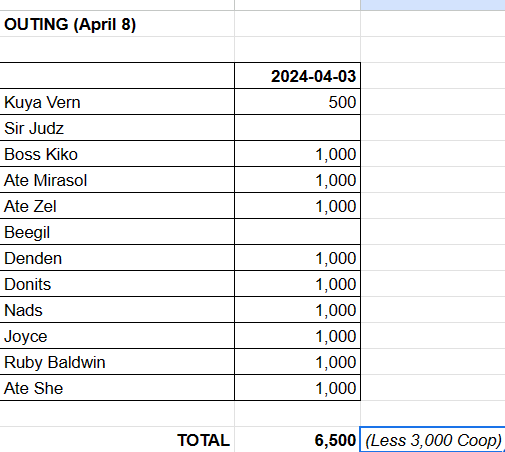 OUTING (April 8)
2024-04-03
Kuya Vern 500
Sir Judz
Boss Kiko 1,000
Ate Mirasol 1,000
Ate Zel 1,000
Beegil
Denden 1,000
Donits 1,000
Nads 1,000
Joyce 1,000
Ruby Baldwin 1,000
Ate She 1,000
TOTAL 6,500 (Less 3,000 Coop)